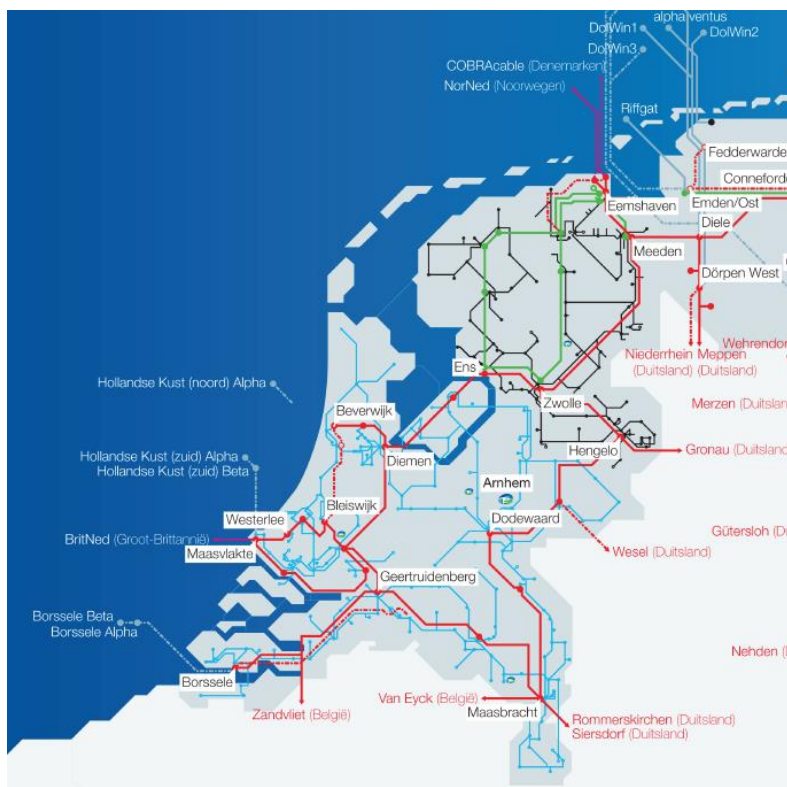 alpha ventus
DolWin1
DolWin2
DolWin3
COBRAcable (Denemarken)
NorNed (Noorwegen)
Riffgat
Fedderwarde
Conneforde
Eemshaven
Emden/Ost
Diele
Meeden
Dörpen West
Wehrendor
Niederrhein Meppen
(Duitsland) (Duitsland)
Ens
Hollandse Kust (noord) Alpha
Zwolle
Merzen (Duitslan
Beverwijk
Hengelo
Gronau (Duitsland
Diemen
Hollandse Kust (zuid) Alpha
Hollandse Kust (zuid) Beta
Arnhem
Bleiswijk
Westerlee
Dodewaard
Gütersloh (D
BritNed (Groot-Brittannië)
Maasvlakte
Wesel (Duitsland)
Geertruidenberg
Borssele Beta
Borssele Alpha
Nehden (
Borssele
Van Eyck (België)
Zandvliet (België)
Maasbracht
Rommerskirchen (Duitsland)
Siersdorf (Duitsland)